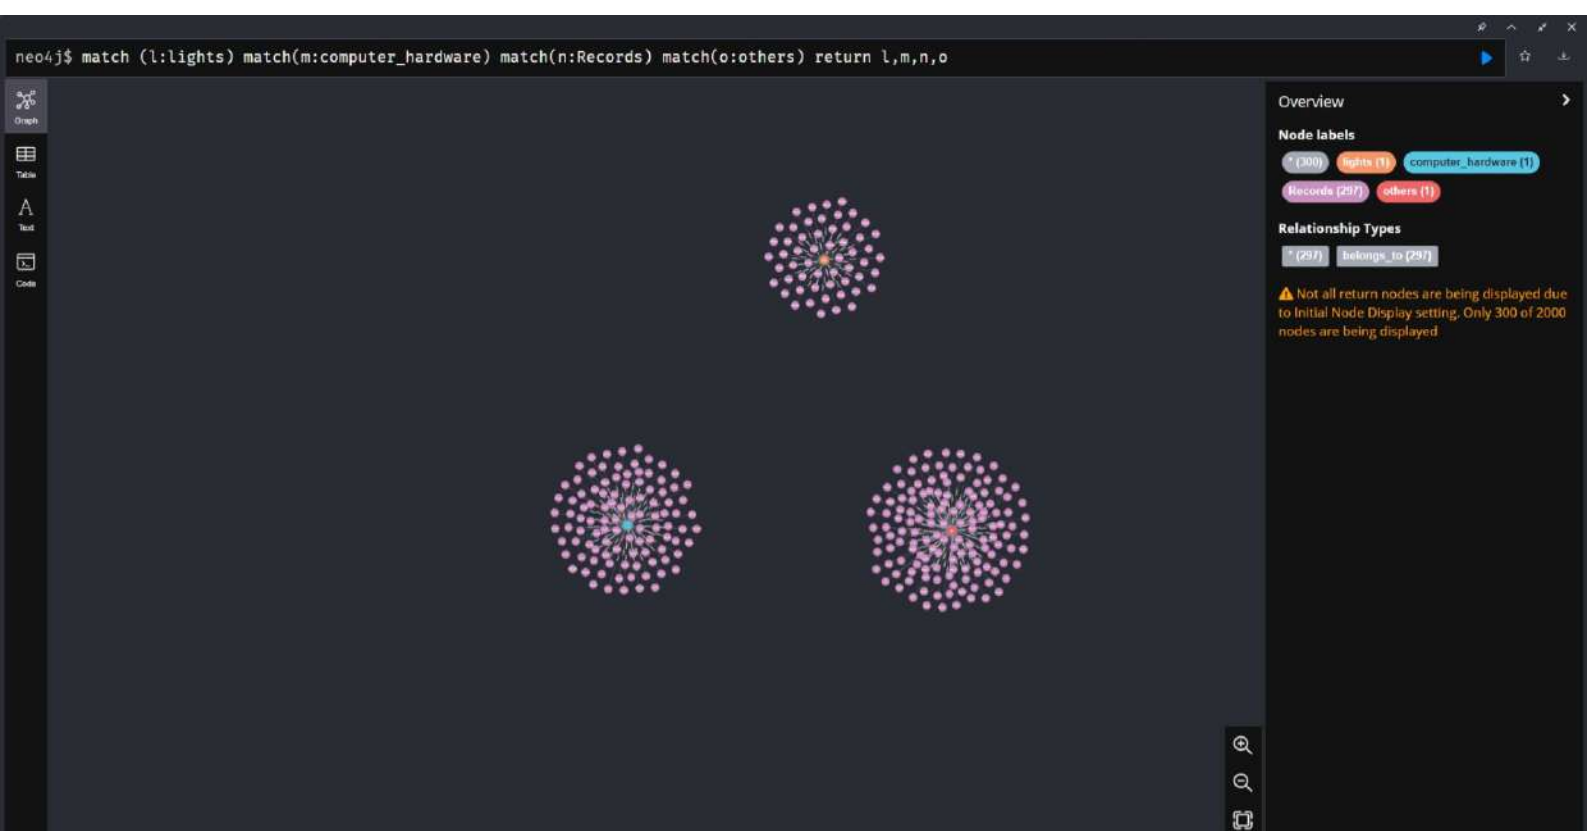 neo4j$ match (l:lights) match(m:computer_hardware) match(n:Records) match(o:others) return l,m,n,o
Graph
Table
Text
Code
Overview
Node labels
* (300) lights (1) computer_hardware (1)
Records (297) others (1)
Relationship Types
* (297) belongs_to (297)
Not all return nodes are being displayed due
to Initial Node Display setting. Only 300 of 2000
nodes are being displayed